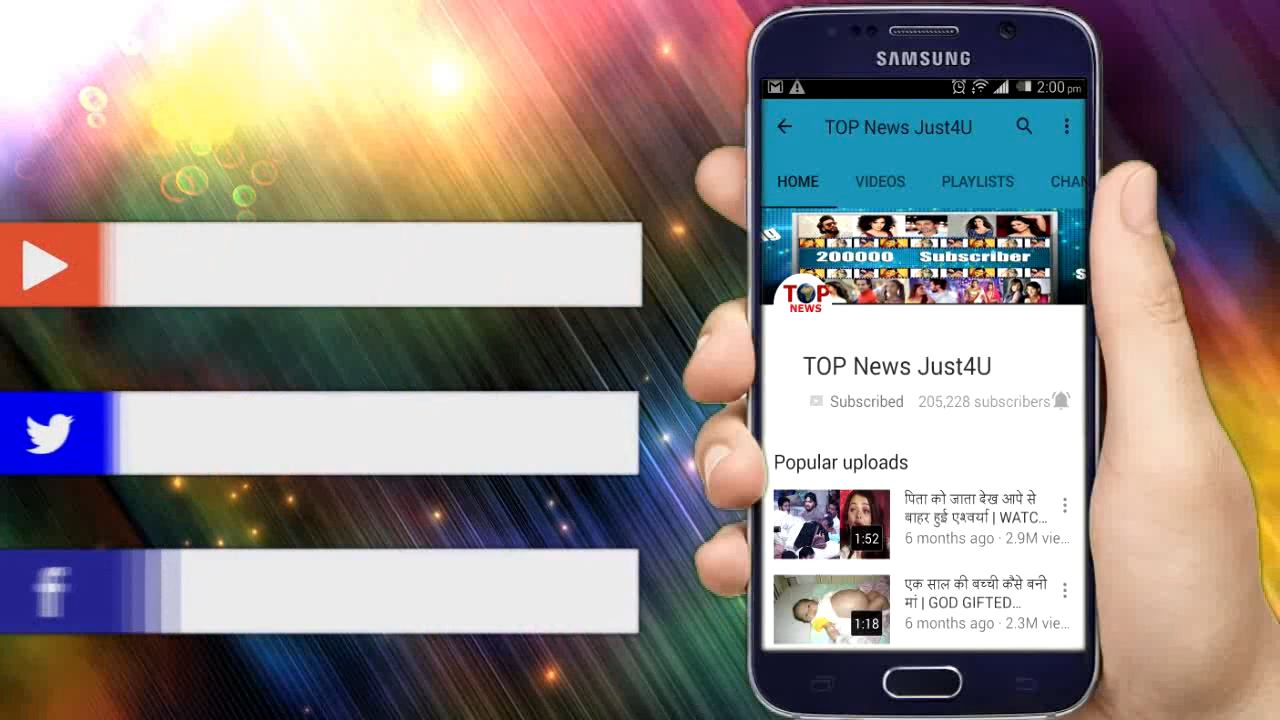 SAMSUNG
2:00 pm
TOP News Just4U
HOME VIDEOS PLAYLISTS CHAN
200000 Subscriber
TOP
NEWS
TOP News Just4U
Subscribed 205,228 subscribers
Popular uploads
पिता को जाता देख आपे से
बाहर हुई एश्वर्या | WATC...
6 months ago · 2.9M vie...
1:52
एक साल की बच्ची कैसे बनी
मां | GOD GIFTED...
6 months ago · 2.3M vie...
1:18